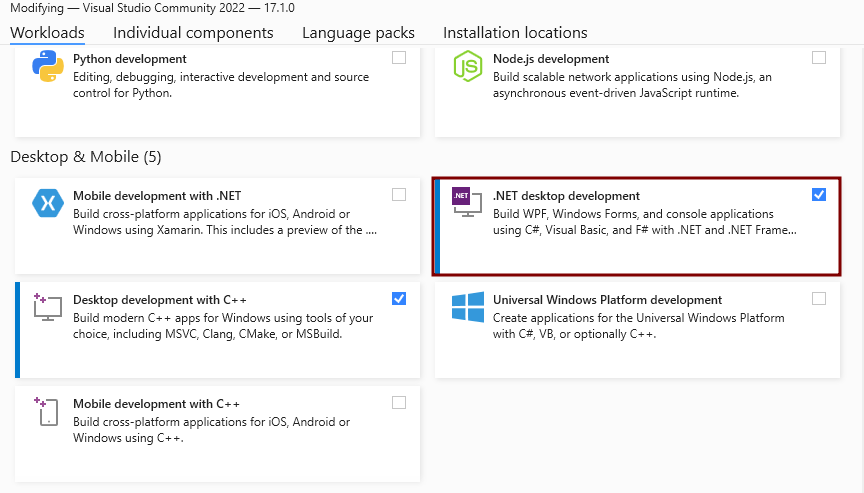 Modifying — Visual Studio Community 2022 — 17.1.0
Workloads Individual components Language packs Installation locations
Python development
Editing, debugging, interactive development and source
control for Python.
JS
Node.js development
Build scalable network applications using Node.js, an
asynchronous event-driven JavaScript runtime.
Desktop & Mobile (5)
Mobile development with .NET
Build cross-platform applications for iOS, Android or
Windows using Xamarin. This includes a preview of the ....
.NET
.NET desktop development
Build WPF, Windows Forms, and console applications
using C#, Visual Basic, and F# with .NET and .NET Frame...
Desktop development with C++
Build modern C++ apps for Windows using tools of your
choice, including MSVC, Clang, CMake, or MSBuild.
Universal Windows Platform development
Create applications for the Universal Windows Platform
with C#, VB, or optionally C++.
Mobile development with C++
Build cross-platform applications for iOS, Android or
Windows using C++.